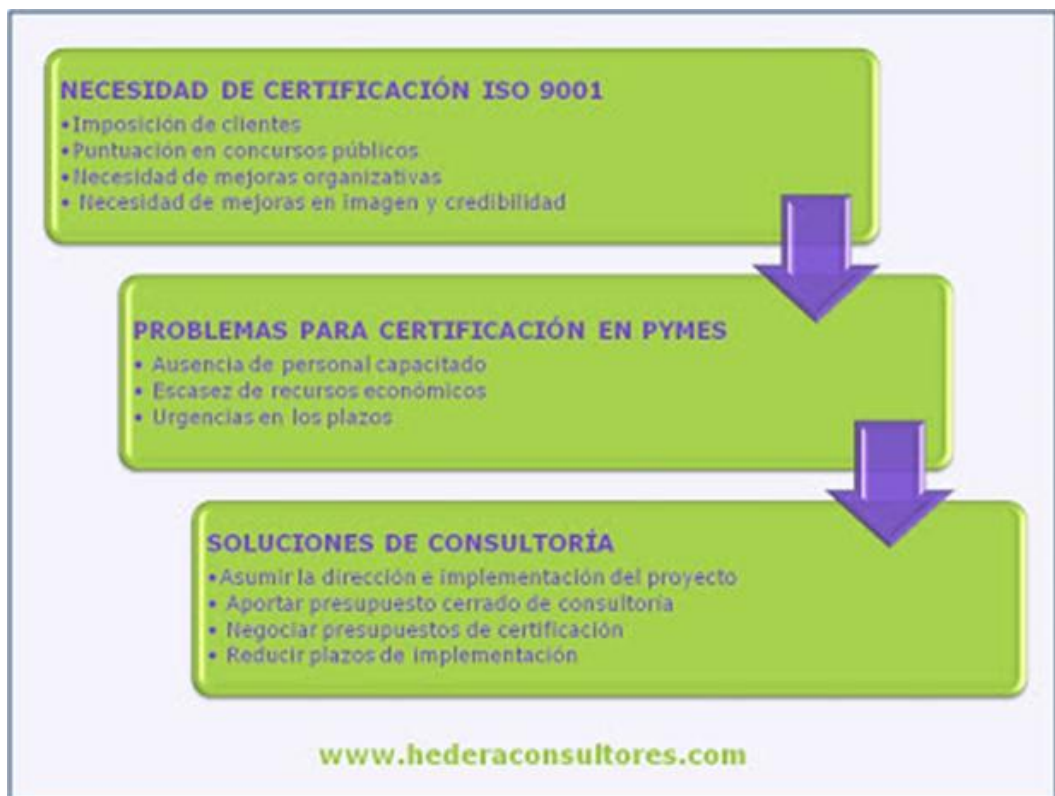 NECESIDAD DE CERTIFICACIÓN ISO 9001
•Imposición de clientes
•Puntuación en concursos públicos
•Necesidad de mejoras organizativas
• Necesidad de mejoras en imagen y credibilidad
PROBLEMAS PARA CERTIFICACIÓN EN PYMES
• Ausencia de personal capacitado
• Escasez de recursos económicos
• Urgencias en los plazos
SOLUCIONES DE CONSULTORÍA
•Asumir la dirección e implementación del proyecto
• Aportar presupuesto cerrado de consultoría
• Negociar presupuestos de certificación
• Reducir plazos de implementación
www.hederaconsultores.com